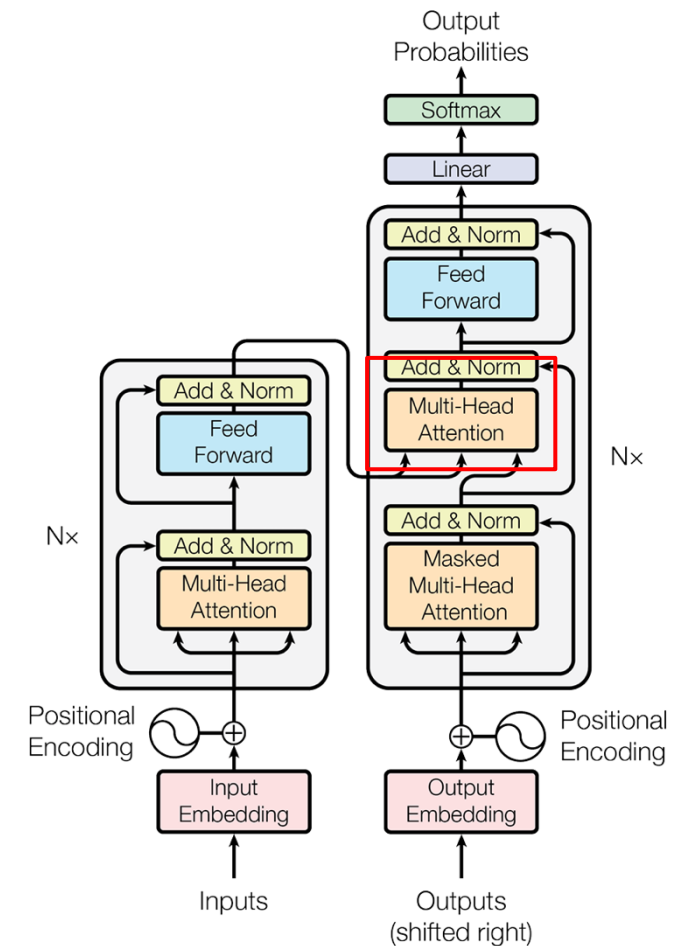 Output
Probabilities
Softmax
Linear
Add & Norm
Feed
Forward
Add & Norm
Multi-Head
Attention
Add & Norm
Masked
Multi-Head
Attention
Nx
Add & Norm
Feed
Forward
Add & Norm
Multi-Head
Attention
Nx
Positional
Encoding
Positional
Encoding
Input
Embedding
Output
Embedding
Inputs
Outputs
(shifted right)